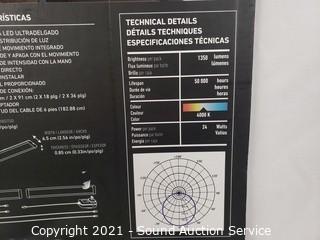 RÍSTICAS
A LED ULTRADELGADO
STRIBUCIÓN DE LUZ
E MOVIMIENTO INTEGRADO
DE Y APAGA CON EL MOVIMIENTO
DE INTENSIDAD CON LA MANO
DIRECTO
INSTALAR
EL PROPORCIONADO
DE CONEXIÓN
m / 2 X 91 cm (2 X 18 plg / 2 X 36 plg)
PTADOR
TUD DEL CABLE DE 6 pies (182.88 cm)
WIDTH / LARGEUR / ANCHO
6.5 cm (2.56 in/po/plg)
THICKNESS / ÉPAISSEUR / ESPESOR
0.85 cm (0.33in/po/plg)
TECHNICAL DETAILS
DÉTAILS TECHNIQUES
ESPECIFICACIONES TÉCNICAS
Brightness per pack 1350 lumens
Flux lumineux par boîte lumens
Brillo por caja lúmenes
Lifespan 50 000 hours
Durée de vie heures
Duración horas
Colour
Couleur
Color 4000 K
Power per pack 24 Watts
Puissance par boîte Vatios
Energía por caja
Copyright 2021 - Sound Auction Service